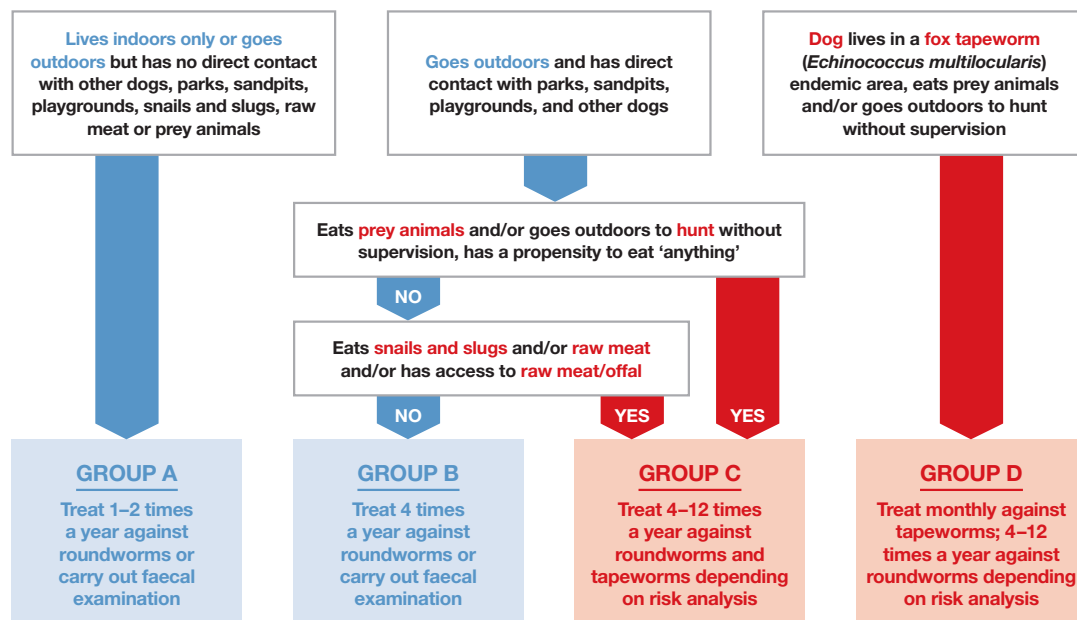 Lives indoors only or goes
outdoors but has no direct contact
with other dogs, parks, sandpits,
playgrounds, snails and slugs, raw
meat or prey animals
Goes outdoors and has direct
contact with parks, sandpits,
playgrounds, and other dogs
Dog lives in a fox tapeworm
(Echinococcus multilocularis)
endemic area, eats prey animals
and/or goes outdoors to hunt
without supervision
Eats prey animals and/or goes outdoors to hunt without
supervision, has a propensity to eat ‘anything’
NO
Eats snails and slugs and/or raw meat
and/or has access to raw meat/offal
NO
YES
YES
GROUP A
Treat 1–2 times
a year against
roundworms or
carry out faecal
examination
GROUP B
Treat 4 times
a year against
roundworms or
carry out faecal
examination
GROUP C
Treat 4–12 times
a year against
roundworms and
tapeworms depending
on risk analysis
GROUP D
Treat monthly against
tapeworms; 4–12
times a year against
roundworms depending
on risk analysis